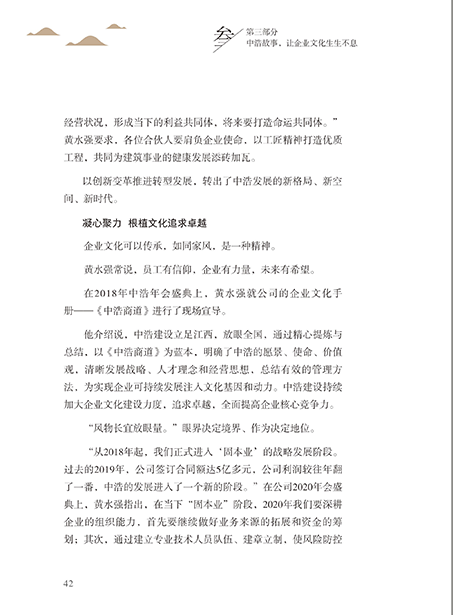 叁
第三部分
中浩故事，让企业文化生生不息
经营状况，形成当下的利益共同体，将来要打造命运共同体。”
黄水强要求，各位合伙人要肩负企业使命，以工匠精神打造优质
工程，共同为建筑事业的健康发展添砖加瓦。
以创新变革推进转型发展，转出了中浩发展的新格局、新空
间、新时代。
凝心聚力 根植文化追求卓越
企业文化可以传承，如同家风，是一种精神。
黄水强常说，员工有信仰，企业有力量，未来有希望。
在2018年中浩年会盛典上，黄水强就公司的企业文化手
册——《中浩商道》进行了现场宣导。
他介绍说，中浩建设立足江西，放眼全国，通过精心提炼与
总结，以《中浩商道》为蓝本，明确了中浩的愿景、使命、价值
观，清晰发展战略、人才理念和经营思想，总结有效的管理方
法，为实现企业可持续发展注入文化基因和动力。中浩建设持续
加大企业文化建设力度，追求卓越，全面提高企业核心竞争力。
“风物长宜放眼量。”眼界决定境界、作为决定地位。
“从2018年起，我们正式进入‘固本业’的战略发展阶段。
过去的2019年，公司签订合同额达5亿多元，公司利润较往年翻
了一番，中浩的发展进入了一个新的阶段。”在公司2020年会盛
典上，黄水强指出，在当下“固本业”阶段，2020年我们要深耕
企业的组织能力，首先要继续做好业务来源的拓展和资金的筹
划；其次，通过建立专业技术人员队伍、建章立制，使风险防控
42